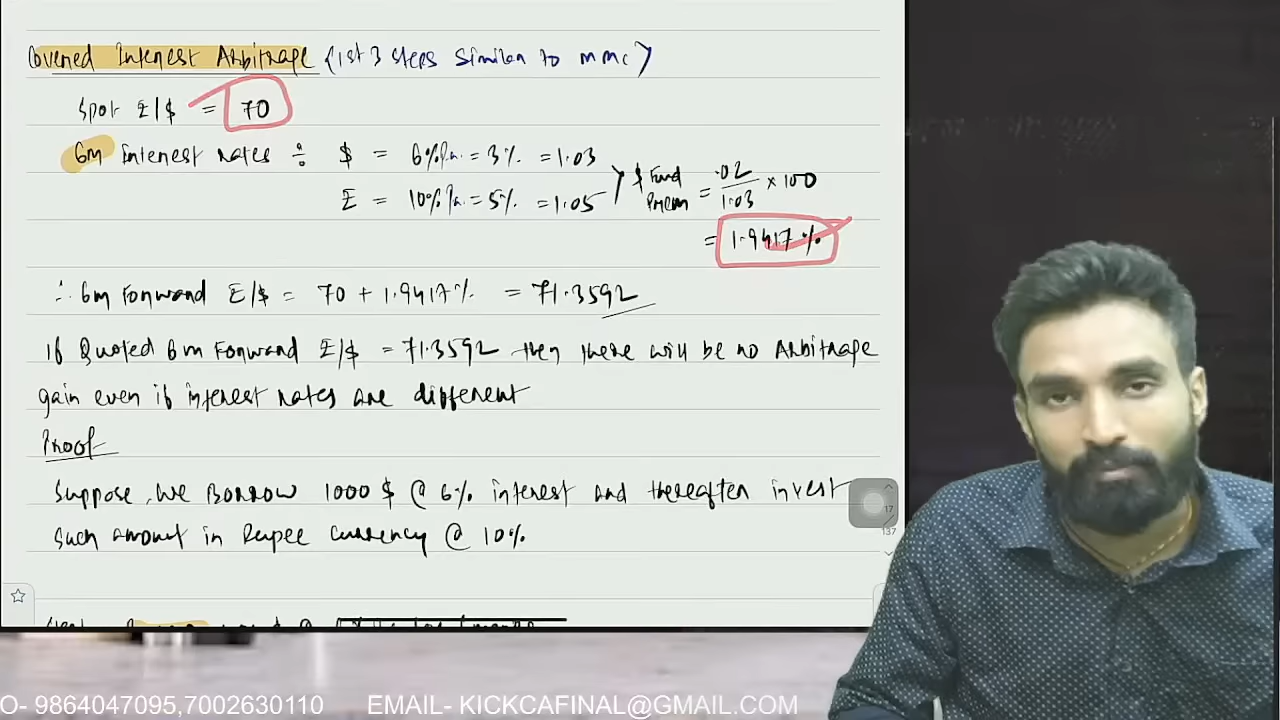 Covered Interest Arbitrage (1st 3 steps similar to MMC)
Spot ₹/$ = 70
6m Interest rates ÷ $ = 6% P.a. = 3% = 1.03
₹ = 10% P.a. = 5% = 1.05
$ Fwd Prem = .02/1.03 × 100
= 1.9417%
∴ 6m Forward ₹/$ = 70 + 1.9417% = 71.3592
If Quoted 6m Forward ₹/$ = 71.3592 then there will be no Arbitrage
gain even if interest rates are different
Proof
Suppose, we Borrow 1000 $ @ 6% interest and thereafter invest
such amount in Rupee currency @ 10%
17
137
O- 9864047095,7002630110 EMAIL- KICKCAFINAL@GMAIL.COM